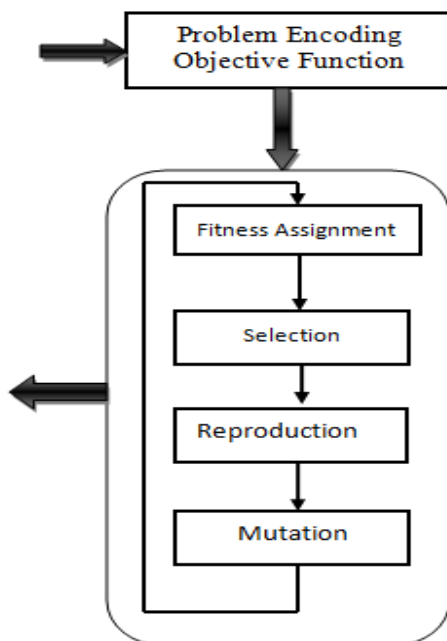 Problem Encoding
Objective Function
Fitness Assignment
Selection
Reproduction
Mutation